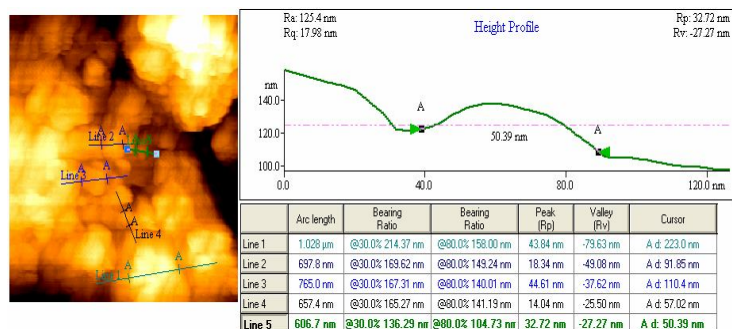 Ra: 125.4 nm
Rq: 17.98 nm
Height Profile
Rp: 32.72 nm
Rv: -27.27 nm
nm
140.0
120.0
100.0
A
A
50.39 nm
0.0 40.0 80.0 120.0 nm
A A
Line 2
A A
Line 3
A
A
Line 4
A A
Line 1
Arc length Bearing Ratio Bearing Ratio Peak (Rp) Valley (Rv) Cursor
Line 1 1.028 µm @30.0% 214.37 nm @80.0% 158.00 nm 43.84 nm -79.63 nm A d: 223.0 nm
Line 2 697.8 nm @30.0% 169.62 nm @80.0% 149.24 nm 18.34 nm -49.08 nm A d: 91.85 nm
Line 3 765.0 nm @30.0% 167.31 nm @80.0% 140.01 nm 44.61 nm -37.62 nm A d: 110.4 nm
Line 4 657.4 nm @30.0% 165.27 nm @80.0% 141.19 nm 14.04 nm -25.50 nm A d: 57.02 nm
Line 5 606.7 nm @30.0% 136.29 nm @80.0% 104.73 nm 32.72 nm -27.27 nm A d: 50.39 nm